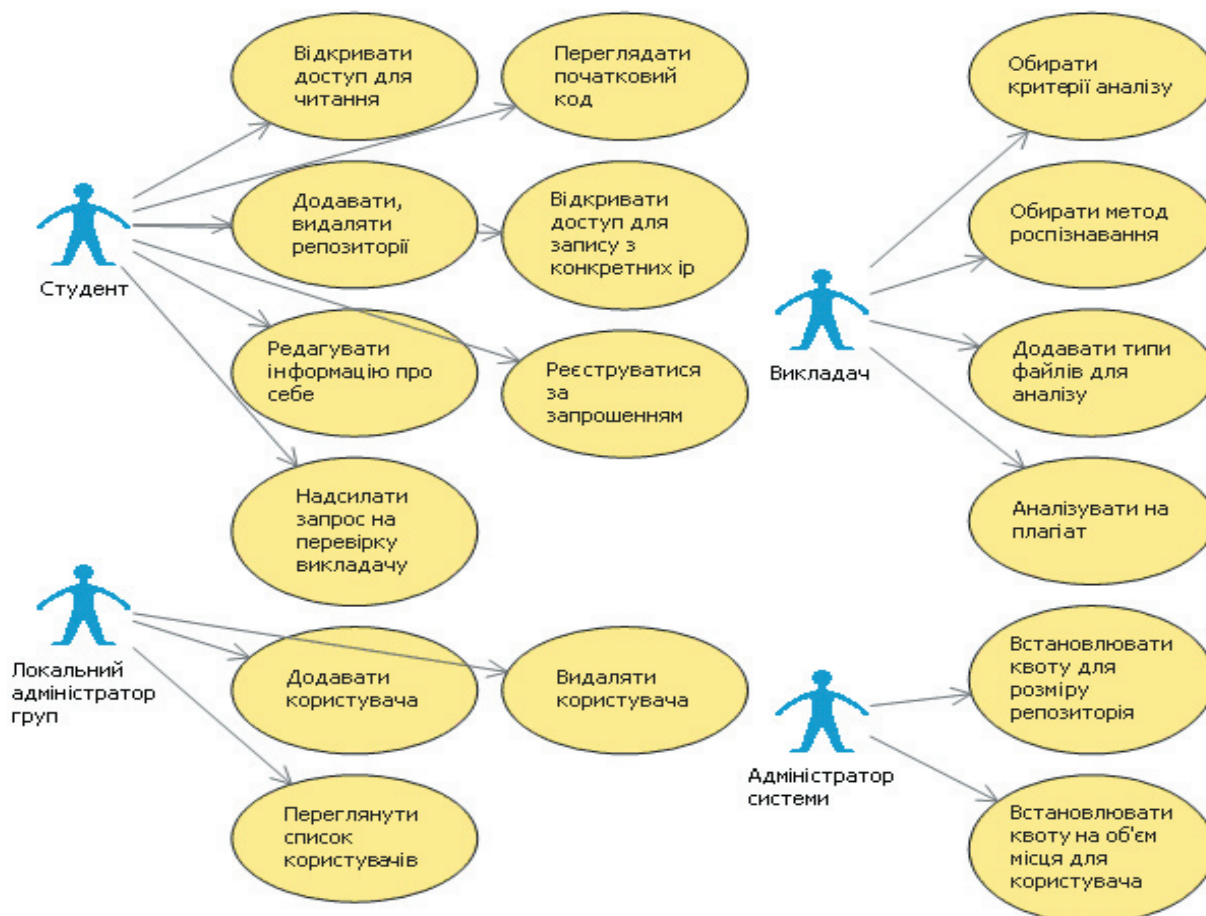 Відкривати
доступ для
читання
Переглядати
початковий
код
Додавати,
видаляти
репозиторії
Відкривати
доступ для
запису з
конкретних ip
Студент
Редагувати
інформацію про
себе
Реєструватися
за
запрошенням
Надсилати
запрос на
перевірку
викладачу
Обирати
критерії аналізу
Обирати метод
роспізнавання
Викладач
Додавати типи
файлів для
аналізу
Аналізувати на
плагіат
Локальний
адміністратор
груп
Додавати
користувача
Видаляти
користувача
Переглянути
список
користувачів
Адміністратор
системи
Встановлювати
квоту для
розміру
репозиторія
Встановлювати
квоту на об'єм
місця для
користувача